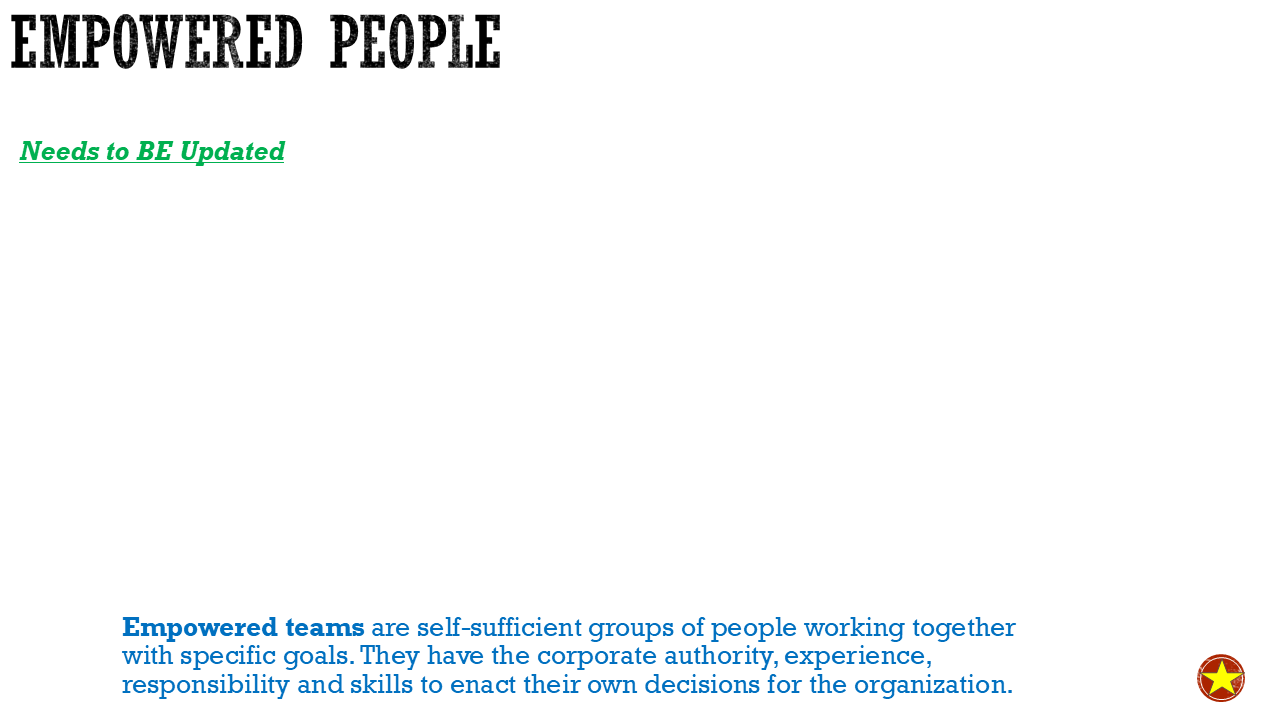 EMPOWERED PEOPLE
Needs to BE Updated
Empowered teams are self-sufficient groups of people working together
with specific goals. They have the corporate authority, experience,
responsibility and skills to enact their own decisions for the organization.